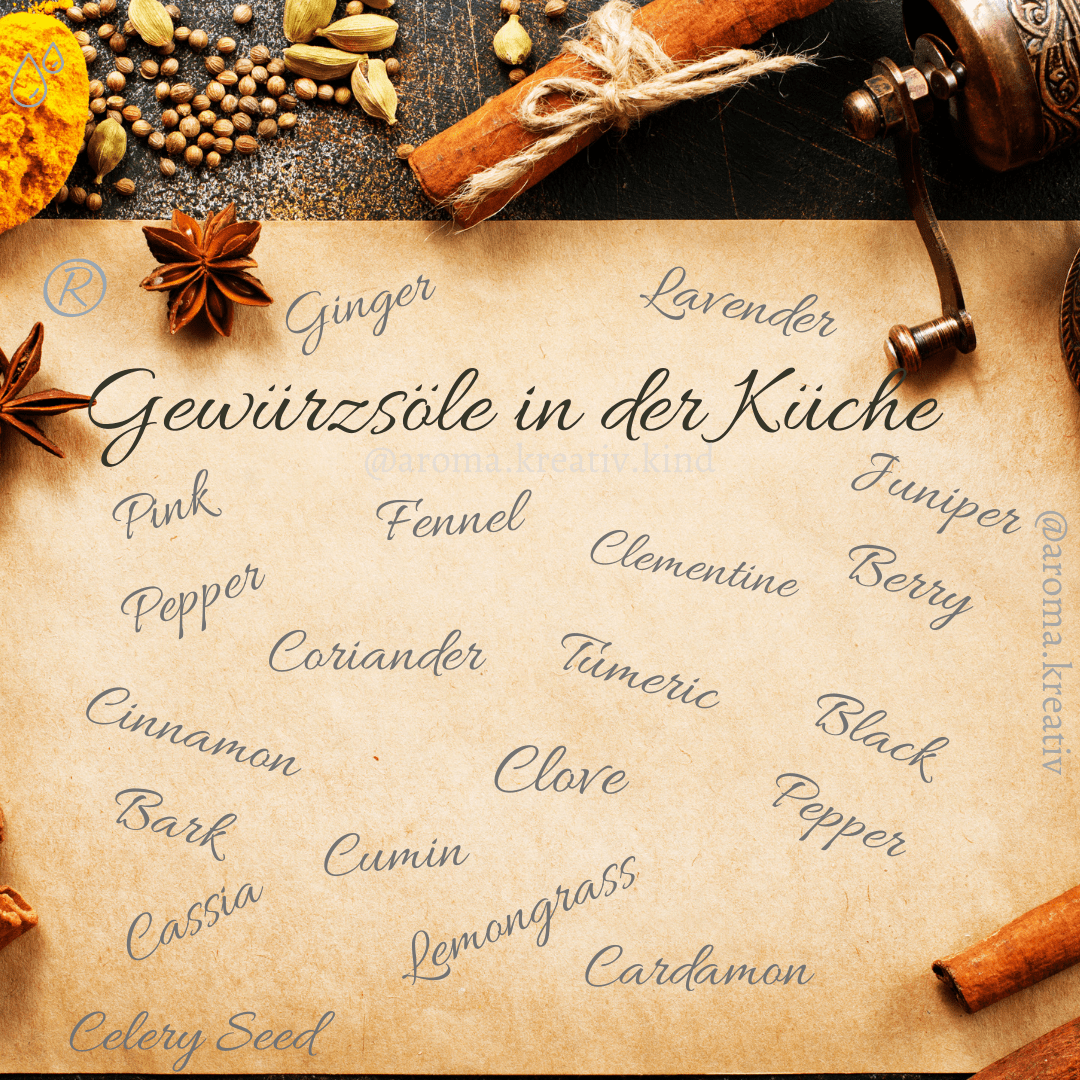 ®
Ginger
Lavender
Gewürzsöle in der Küche
@aroma.kreativ.kind
Pink
Pepper
Fennel
Clementine
Juniper
Berry
@aroma.kreativ
Coriander
Tumeric
Cinnamon
Bark
Clove
Black
Pepper
Cumin
Cassia
Lemongrass
Cardamon
Celery Seed